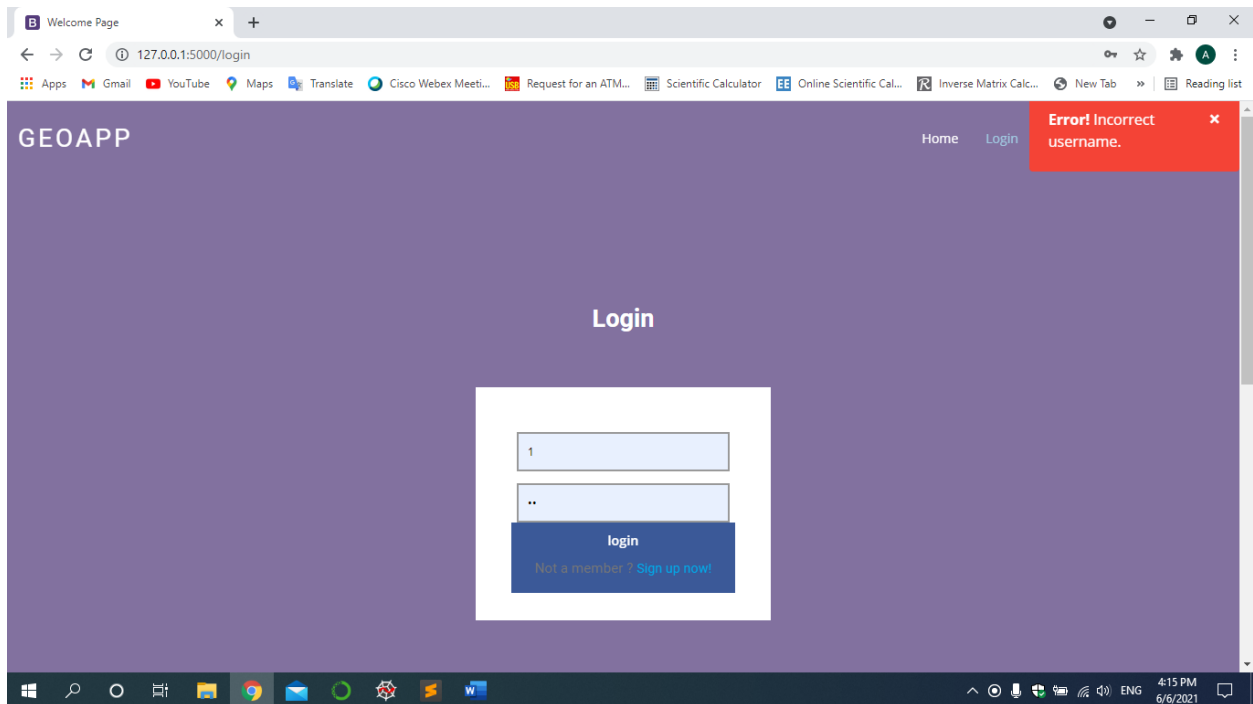 B Welcome Page
127.0.0.1:5000/login
A
Apps Gmail YouTube Maps Translate Cisco Webex Meeti... Request for an ATM... Scientific Calculator EE Online Scientific Cal... R Inverse Matrix Calc... New Tab » Reading list
GEOAPP
Home Login
Error! Incorrect
username.
Login
1
••
login
Not a member ? Sign up now!
ENG
4:15 PM
6/6/2021